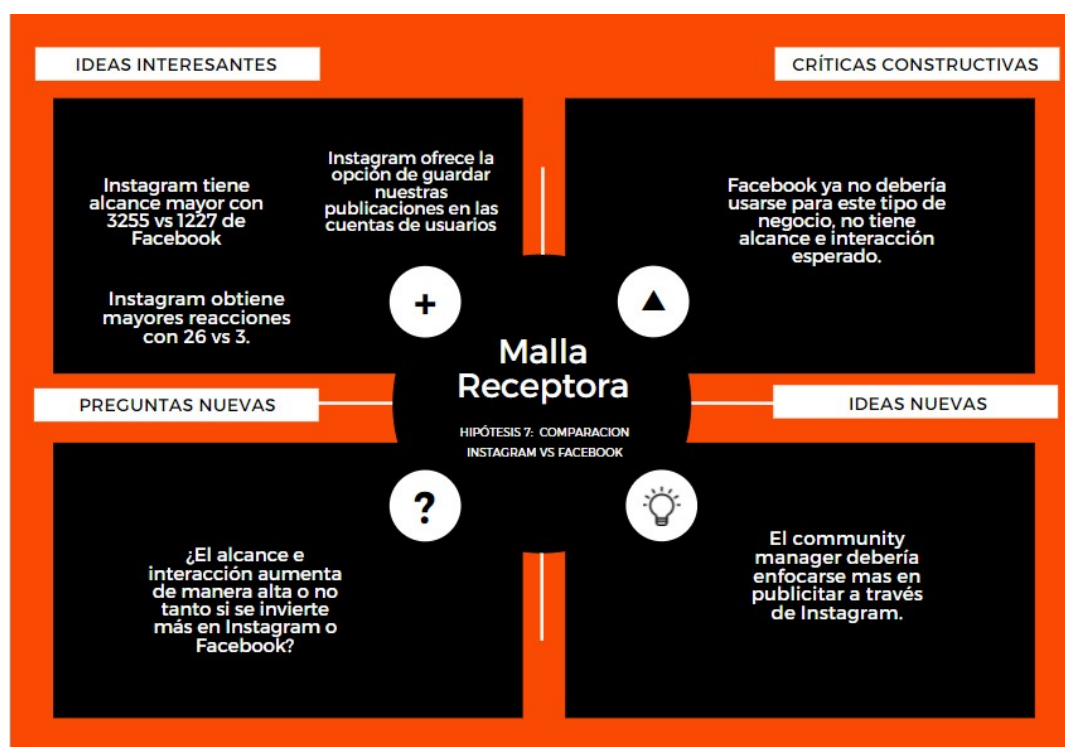 IDEAS INTERESANTES
Instagram tiene
alcance mayor con
3255 vs 1227 de
Facebook
Instagram ofrece la
opción de guardar
nuestras
publicaciones en las
cuentas de usuarios
Instagram obtiene
mayores reacciones
con 26 vs 3.
+
CRÍTICAS CONSTRUCTIVAS
Facebook ya no debería
usarse para este tipo de
negocio, no tiene
alcance e interacción
esperado.
Malla
Receptora
HIPÓTESIS 7: COMPARACION
INSTAGRAM VS FACEBOOK
PREGUNTAS NUEVAS
?
¿El alcance e
interacción aumenta
de manera alta o no
tanto si se invierte
más en Instagram o
Facebook?
IDEAS NUEVAS
El community
manager debería
enfocarse mas en
publicitar a través
de Instagram.